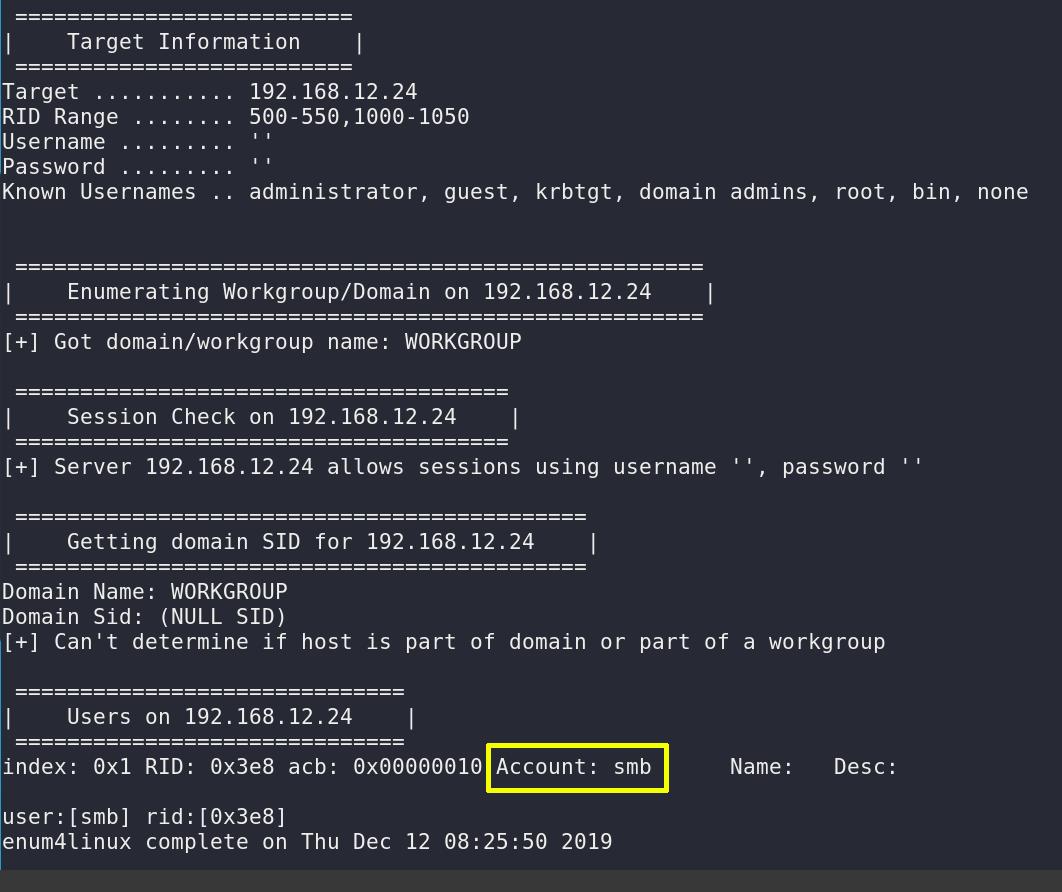 ==========================
|    Target Information    |
==========================
Target ........... 192.168.12.24
RID Range ........ 500-550,1000-1050
Username ......... ''
Password ......... ''
Known Usernames .. administrator, guest, krbtgt, domain admins, root, bin, none
=====================================================
|    Enumerating Workgroup/Domain on 192.168.12.24    |
=====================================================
[+] Got domain/workgroup name: WORKGROUP
======================================
|    Session Check on 192.168.12.24    |
======================================
[+] Server 192.168.12.24 allows sessions using username '', password ''
============================================
|    Getting domain SID for 192.168.12.24    |
============================================
Domain Name: WORKGROUP
Domain Sid: (NULL SID)
[+] Can't determine if host is part of domain or part of a workgroup
==============================
|    Users on 192.168.12.24    |
==============================
index: 0x1 RID: 0x3e8 acb: 0x00000010 Account: smb      Name:   Desc:
user:[smb] rid:[0x3e8]
enum4linux complete on Thu Dec 12 08:25:50 2019